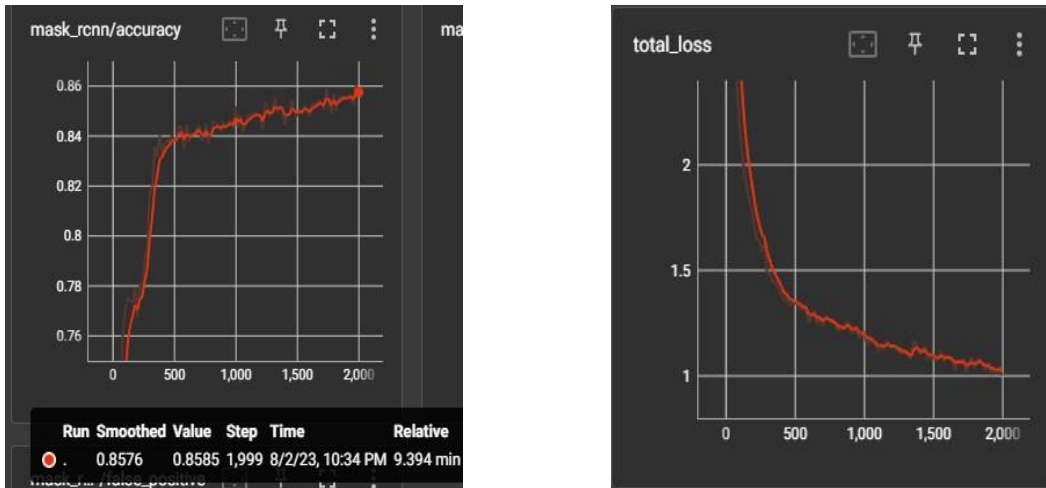 mask_rcnn/accuracy
ma
0.86
0.84
0.82
0.8
0.78
0.76
0 500 1,000 1,500 2,000
Run Smoothed Value Step Time Relative
. 0.8576 0.8585 1,999 8/2/23, 10:34 PM 9.394 min
mask_r... /false_positive
total_loss
2
1.5
1
0 500 1,000 1,500 2,000